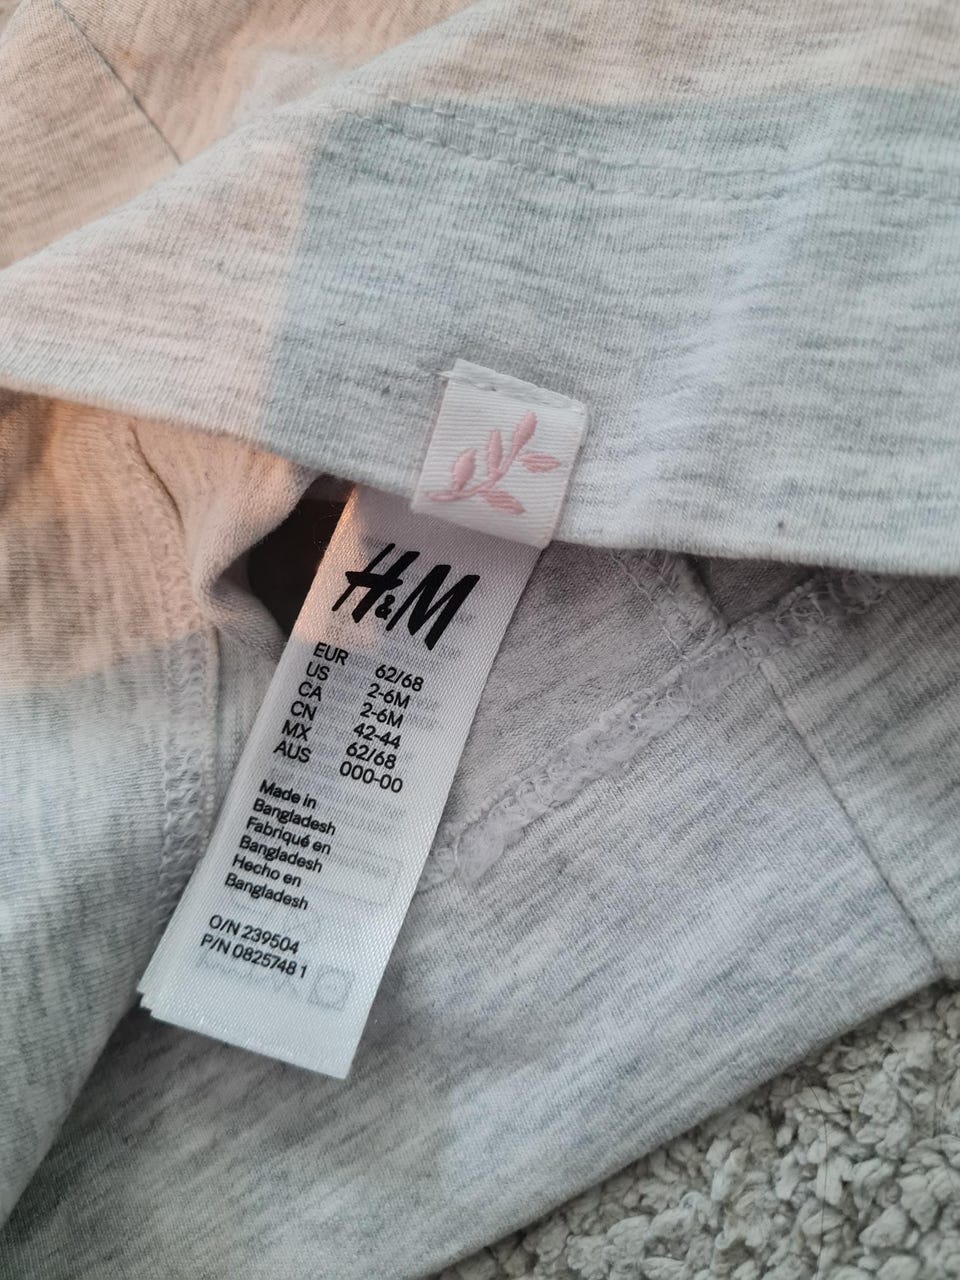 H&M
EUR 62/68
US 2-6M
CA 2-6M
CN 42-44
MX 62/68
AUS 000-00
Made in
Bangladesh
Fabriqué en
Bangladesh
Hecho en
Bangladesh
O/N 239504
P/N 0825748 1